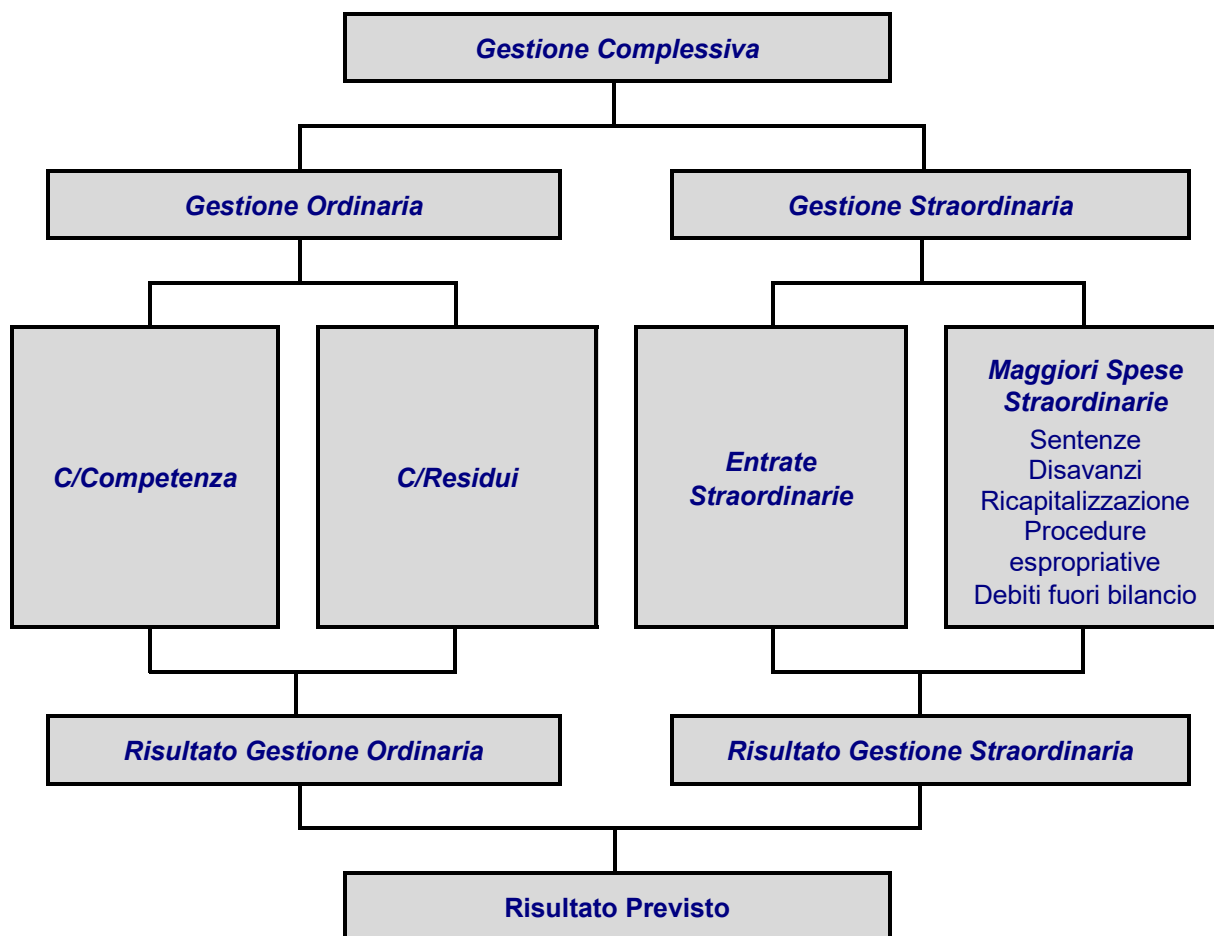 Gestione Complessiva
Gestione Ordinaria
Gestione Straordinaria
C/Competenza
C/Residui
Entrate
Straordinarie
Maggiori Spese
Straordinarie
Sentenze
Disavanzi
Ricapitalizzazione
Procedure
espropriative
Debiti fuori bilancio
Risultato Gestione Ordinaria
Risultato Gestione Straordinaria
Risultato Previsto